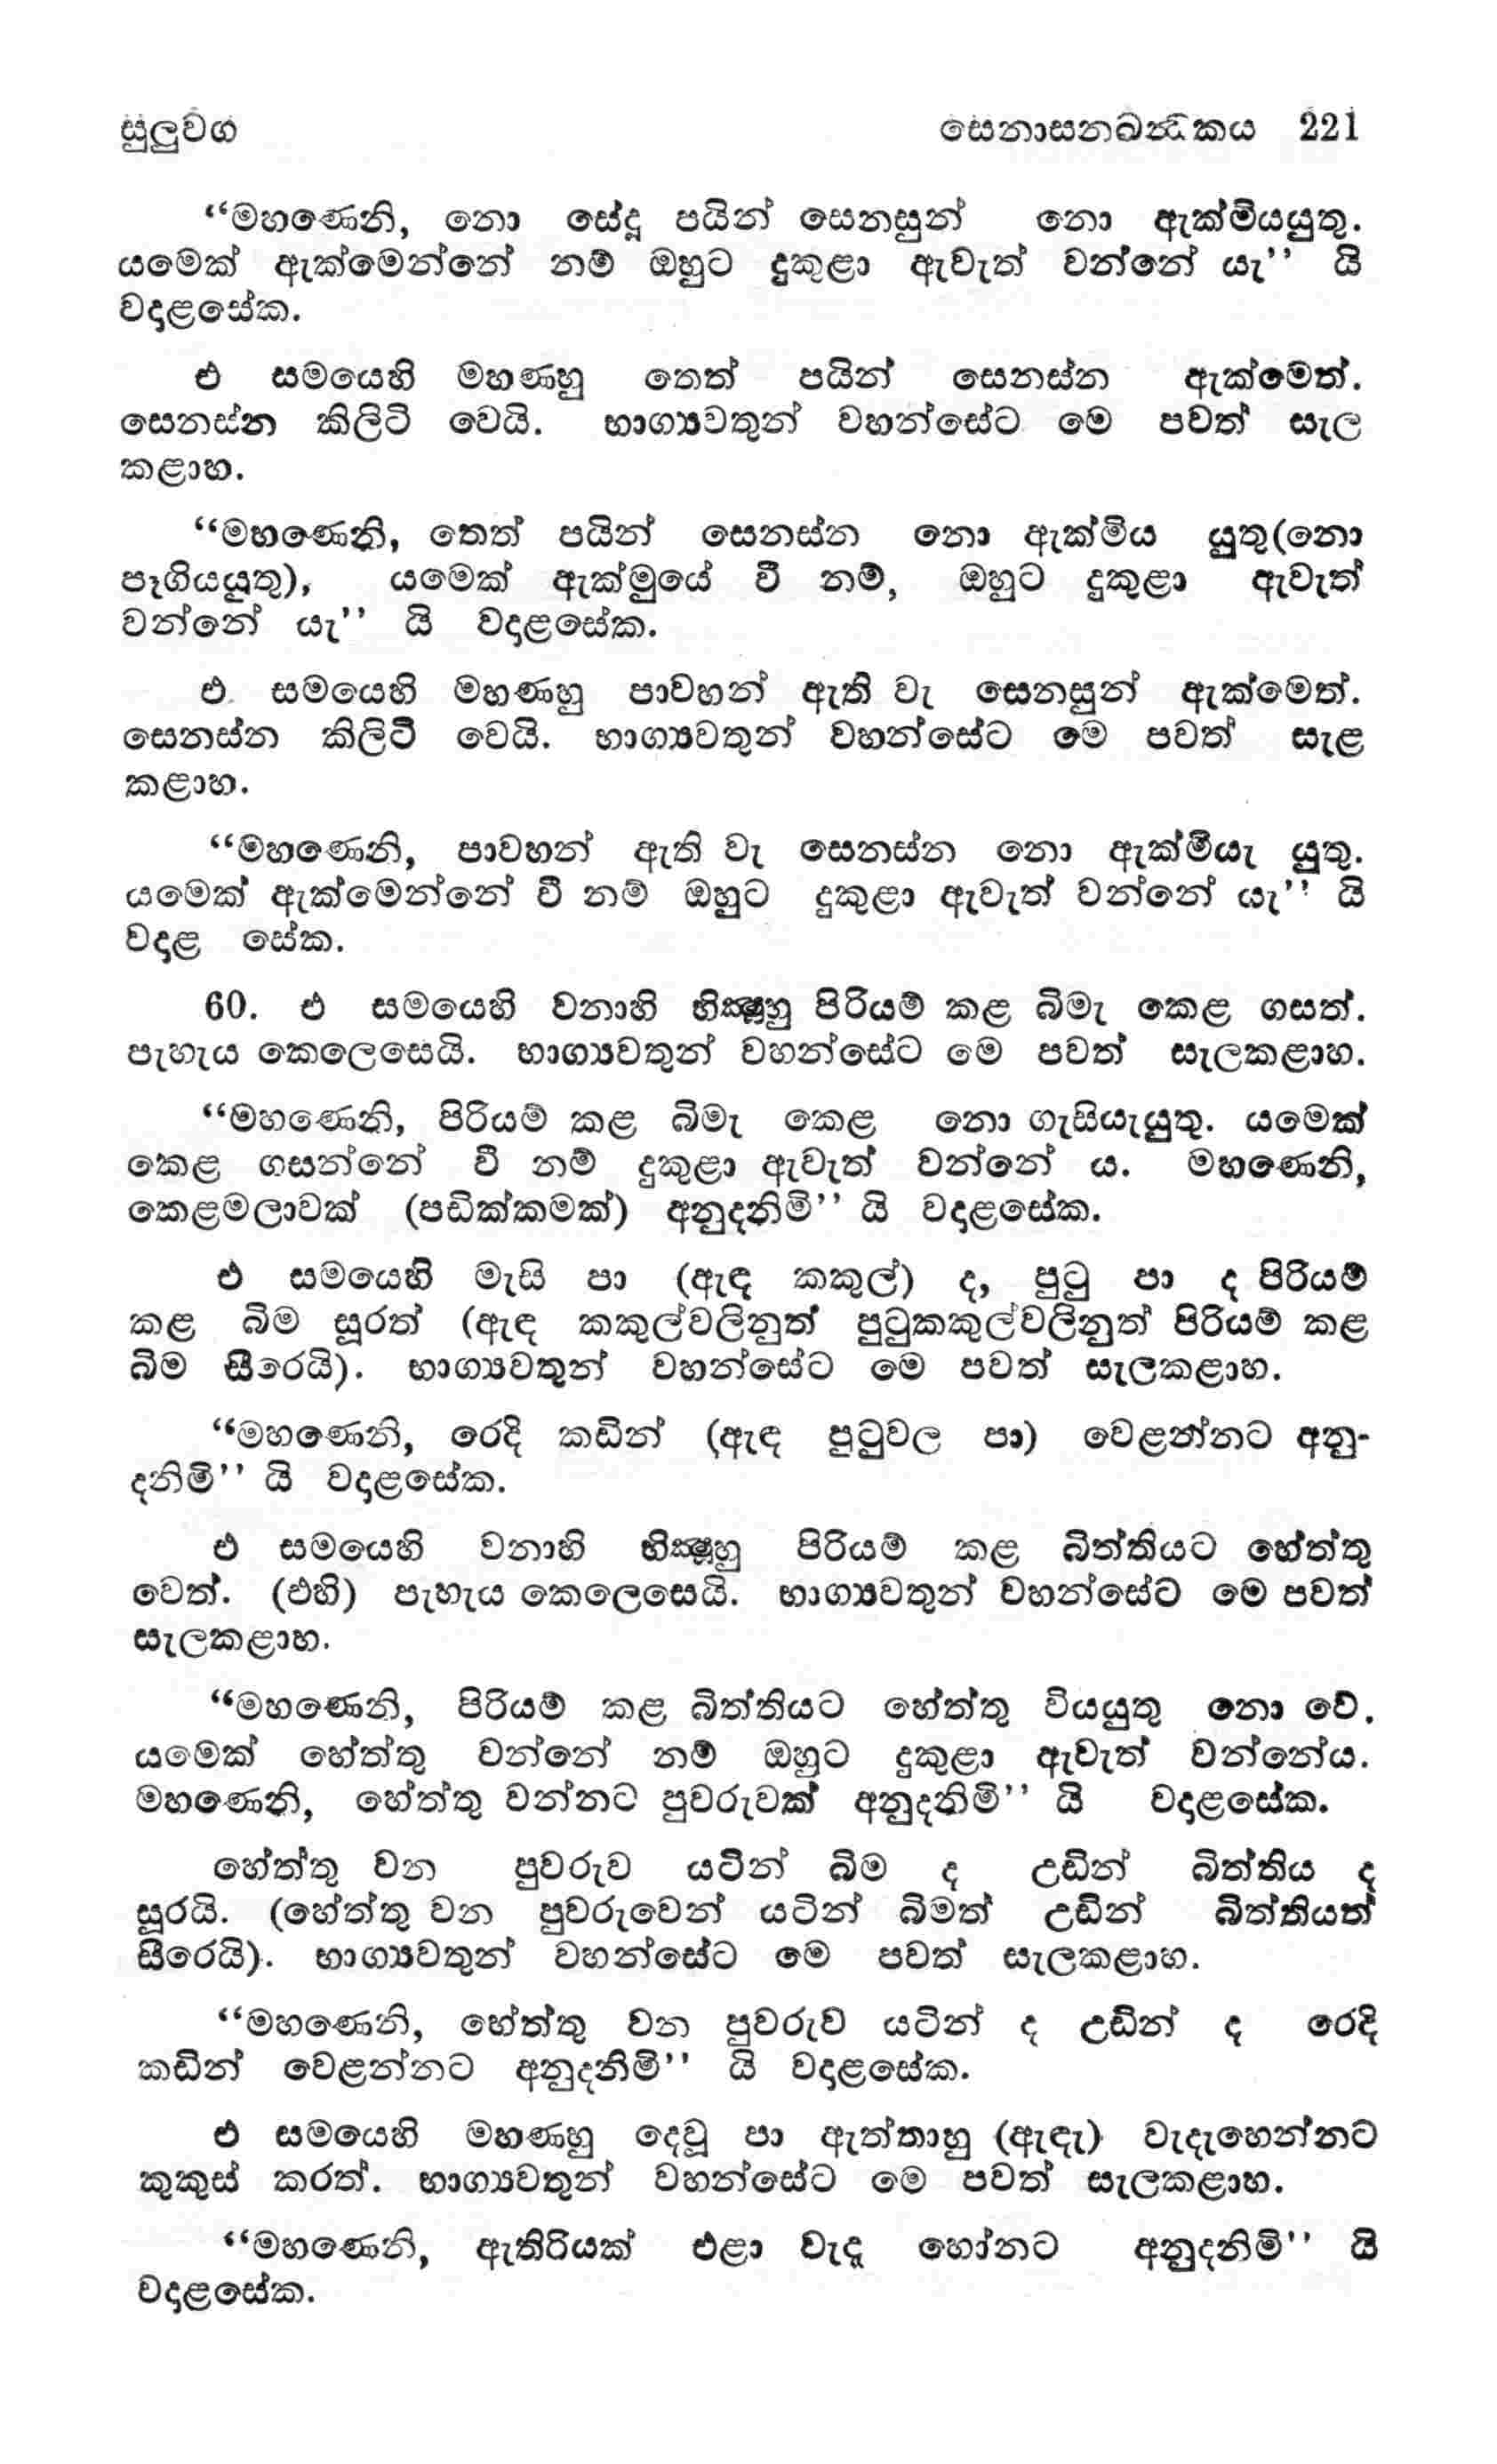 සුලුවග සෙනාසනඛන්‍ධකය 221
“මහණෙනි, නො සේදූ පයින් සෙනසුන් නො ඇක්මියයුතු.
යමෙක් ඇක්මෙන්නේ නම් ඔහුට දුකුළා ඇවැත් වන්නේ යැ’’ යි
වදළසේක.
එ සමයෙහි මහණහු තෙත් පයින් සෙනස්න ඇක්මෙත්.
සෙනස්න කිලිටි වෙයි. භාග්‍යවතුන් වහන්සේට මෙ පවත් සැල
කළාහ.
“මහණෙනි, තෙත් පයින් සෙනස්න නො ඇක්මිය යුතු(නො
පෑගියයුතු), යමෙක් ඇක්මුයේ වී නම්, ඔහුට දුකුළා ඇවැත්
වන්නේ යැ’’ යි වදළසේක.
එ සමයෙහි මහණහු පාවහන් ඇති වැ සෙනසුන් ඇක්මෙත්.
සෙනස්න කිලිටි වෙයි. භාග්‍යවතුන් වහන්සේට මෙ පවත් සැළ
කළාහ.
“මහණෙනි, පාවහන් ඇති වැ සෙනස්න නො ඇක්මියැ යුතු.
යමෙක් ඇක්මෙන්නේ වී නම් ඔහුට දුකුළා ඇවැත් වන්නේ යැ’’ යි
වදළ සේක.
60. එ සමයෙහි වනාහි භික්‍ෂූහු පිරියම් කළ බිමැ කෙළ ගසත්.
පැහැය කෙලෙසෙයි. භාග්‍යවතුන් වහන්සේට මෙ පවත් සැලකළාහ.
“මහණෙනි, පිරියම් කළ බිමැ කෙළ නො ගැසියැයුතු. යමෙක්
කෙළ ගසන්නේ වී නම් දුකුළා ඇවැත් වන්නේ ය. මහණෙනි,
කෙළමලාවක් (පඩික්කමක්) අනුදනිමි’’ යි වදළසේක.
එ සමයෙහි මැසි පා (ඇඳ කකුල්) ද, පුටු පා ද පිරියම්
කළ බිම සූරත් (ඇඳ කකුල්වලිනුත් පුටුකකුල්වලිනුත් පිරියම් කළ
බිම සීරෙයි). භාග්‍යවතුන් වහන්සේට මෙ පවත් සැලකළාහ.
“මහණෙනි, රෙදි කඩින් (ඇඳ පුටුවල පා) වෙළන්නට අනු-
දනිමි’’ යි වදළසේක.
එ සමයෙහි වනාහි භික්‍ෂූහු පිරියම් කළ බිත්තියට හේත්තු
වෙත්. (එහි) පැහැය කෙලෙසෙයි. භාග්‍යවතුන් වහන්සේට මෙ පවත්
සැලකළාහ.
“මහණෙනි, පිරියම් කළ බිත්තියට හේත්තු වියයුතු නො වේ.
යමෙක් හේත්තු වන්නේ නම් ඔහුට දුකුළා ඇවැත් වන්නේය.
මහණෙනි, හේත්තු වන්නට පුවරුවක් අනුදනිමි’’ යි වදළසේක.
හේත්තු වන පුවරුව යටින් බිම ද උඩින් බිත්තිය ද
සූරයි. (හේත්තු වන පුවරුවෙන් යටින් බිමත් උඩින් බිත්තියත්
සීරෙයි). භාග්‍යවතුන් වහන්සේට මෙ පවත් සැලකළාහ.
“මහණෙනි, හේත්තු වන පුවරුව යටින් ද උඩින් ද රෙදි
කඩින් වෙළන්නට අනුදනිමි’’ යි වදළසේක.
එ සමයෙහි මහණහු දෙවූ පා ඇත්තාහු (ඇඳැ) වැදැහෙන්නට
කුකුස් කරත්. භාග්‍යවතුන් වහන්සේට මෙ පවත් සැලකළාහ.
“මහණෙනි, ඇතිරියක් එළා වැදූ හෝනට අනුදනිමි’’ යි
වදළසේක.